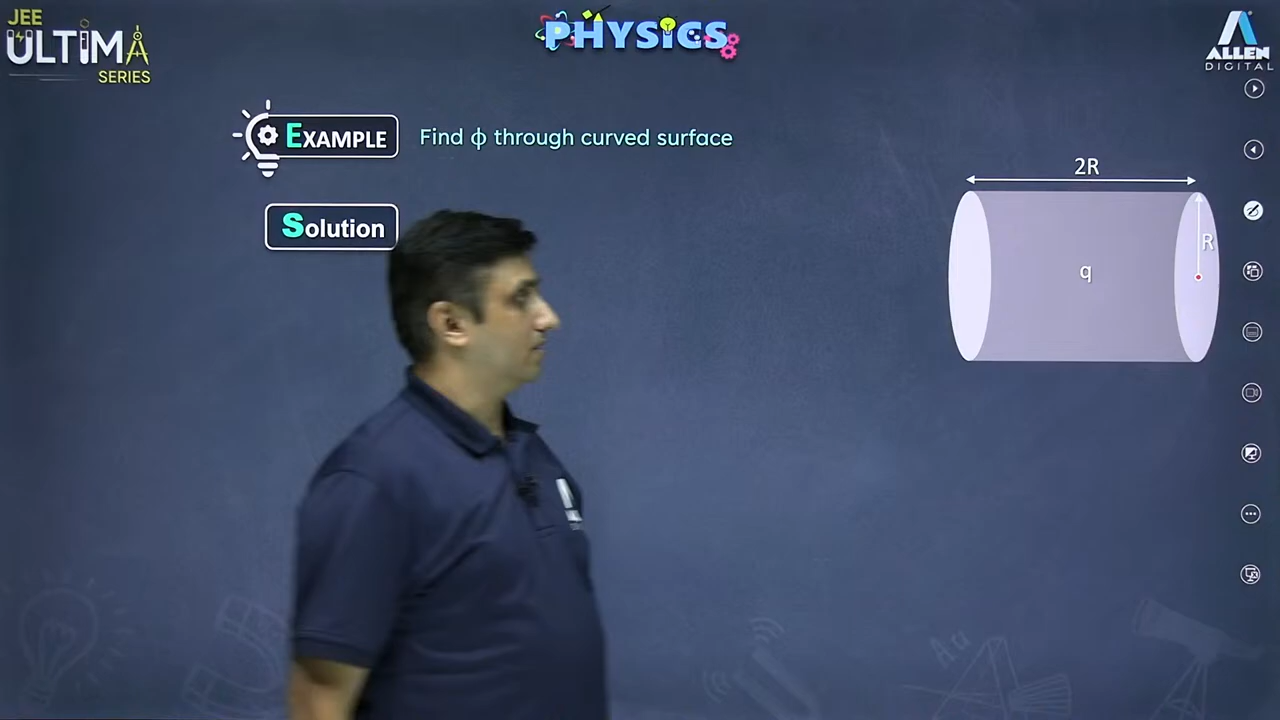 JEE
ULTIMA
SERIES
PHYSICS
ALLEN
DIGITAL
EXAMPLE
Find ϕ through curved surface
Solution
2R
R
q